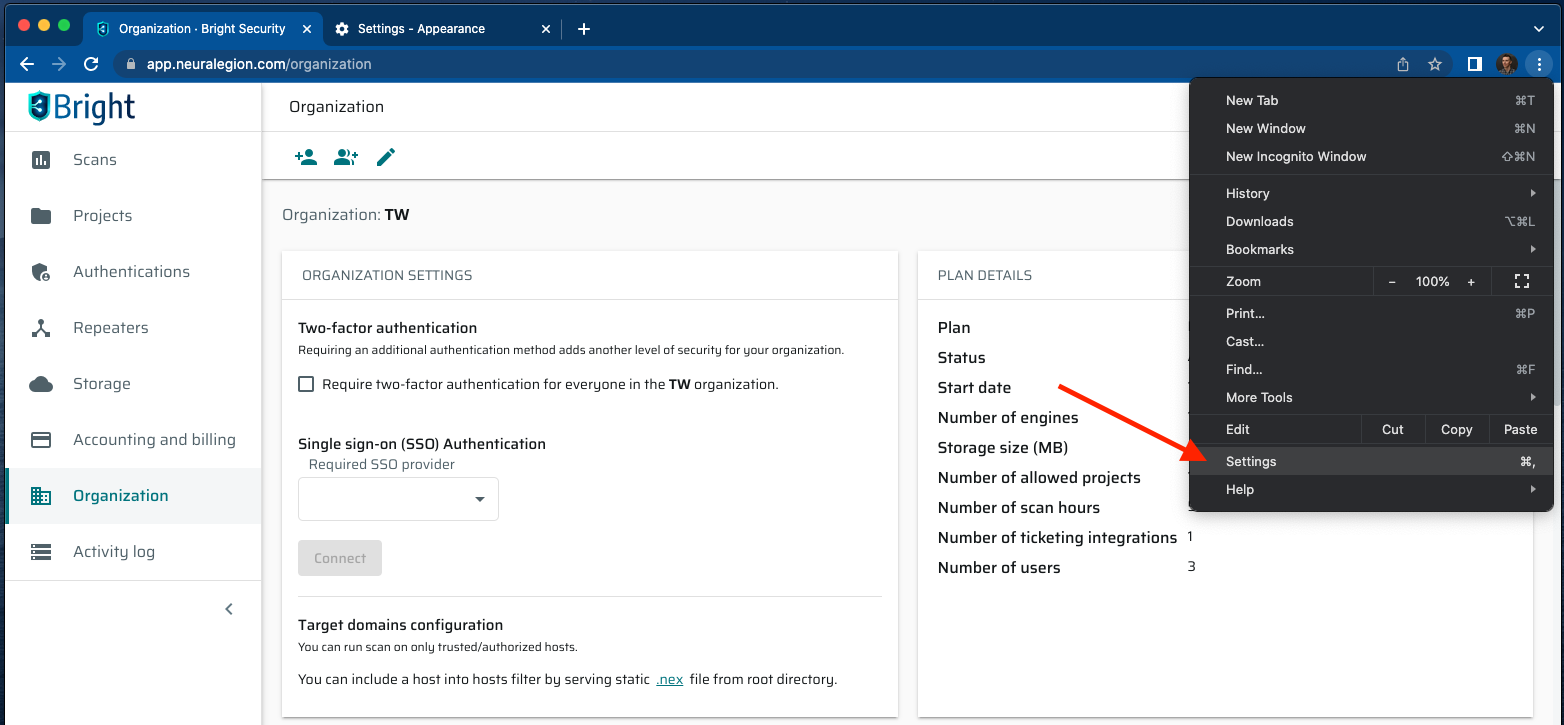 Organization · Bright Security
Settings - Appearance
app.neuralegion.com/organization
Bright
Scans
Projects
Authentications
Repeaters
Storage
Accounting and billing
Organization
Activity log
Organization
Organization: TW
ORGANIZATION SETTINGS
Two-factor authentication
Requiring an additional authentication method adds another level of security for your organization.
Require two-factor authentication for everyone in the TW organization.
Single sign-on (SSO) Authentication
Required SSO provider
Connect
Target domains configuration
You can run scan on only trusted/authorized hosts.
You can include a host into hosts filter by serving static .nex file from root directory.
PLAN DETAILS
Plan
Status
Start date
Number of engines
Storage size (MB)
Number of allowed projects
Number of scan hours
Number of ticketing integrations 1
Number of users 3
New Tab ⌘T
New Window ⌘N
New Incognito Window ⇧⌘N
History
Downloads ⌥⌘L
Bookmarks
Zoom - 100% +
Print... ⌘P
Cast...
Find... ⌘F
More Tools
Edit Cut Copy Paste
Settings ⌘,
Help